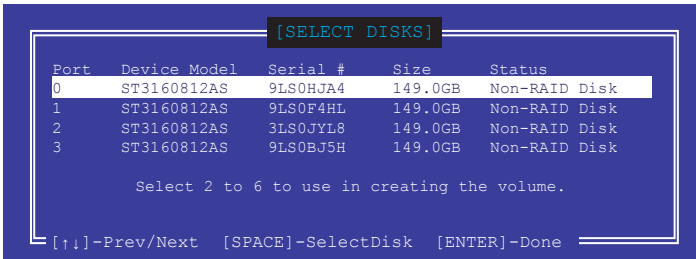 [SELECT DISKS]
Port Device Model Serial # Size Status
0 ST3160812AS 9LS0HJA4 149.0GB Non-RAID Disk
1 ST3160812AS 9LS0F4HL 149.0GB Non-RAID Disk
2 ST3160812AS 3LS0JYL8 149.0GB Non-RAID Disk
3 ST3160812AS 9LS0BJ5H 149.0GB Non-RAID Disk
Select 2 to 6 to use in creating the volume.
[↑↓]-Prev/Next [SPACE]-SelectDisk [ENTER]-Done